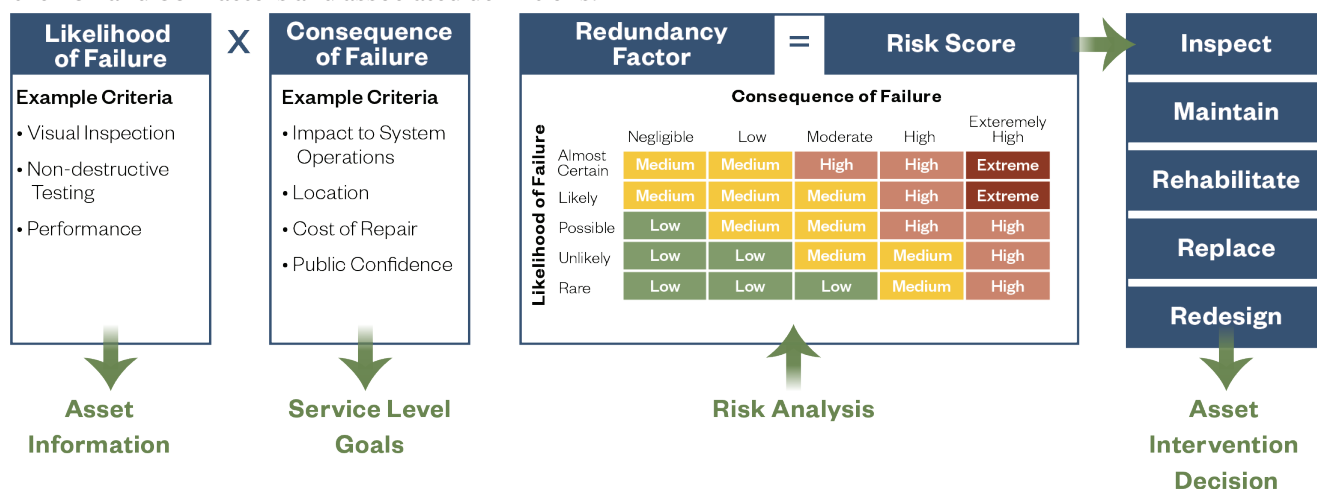 Likelihood
of Failure
X
Consequence
of Failure
Redundancy
Factor
=
Risk Score
Inspect
Example Criteria
• Visual Inspection
• Non-destructive
Testing
• Performance
Example Criteria
• Impact to System
Operations
• Location
• Cost of Repair
• Public Confidence
Consequence of Failure
Likelihood of Failure
Negligible Low Moderate High Exteremely
High
Almost
Certain Medium Medium High High Extreme
Likely Medium Medium Medium High Extreme
Possible Low Medium Medium High High
Unlikely Low Low Medium Medium High
Rare Low Low Low Medium High
Maintain
Rehabilitate
Replace
Redesign
Asset
Information
Service Level
Goals
Risk Analysis
Asset
Intervention
Decision